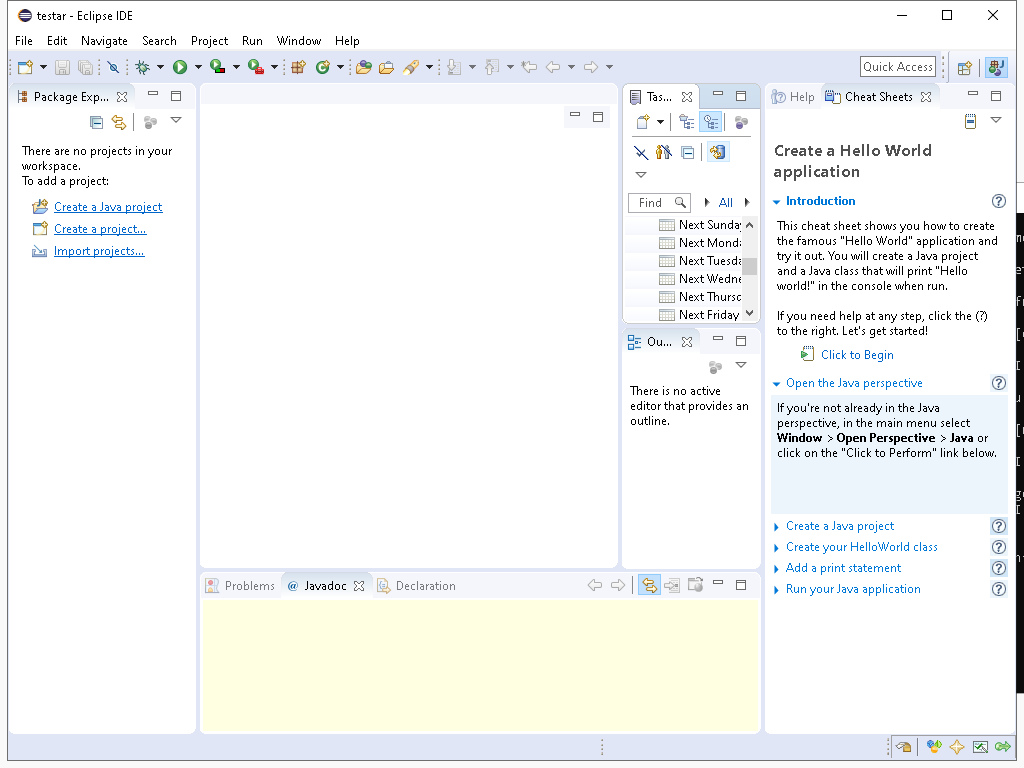 testar - Eclipse IDE
File Edit Navigate Search Project Run Window Help
Quick Access
Package Exp...
There are no projects in your
workspace.
To add a project:
Create a Java project
Create a project...
Import projects...
Tas...
Find
All
Next Sunday
Next Monda
Next Tuesda
Next Wedne
Next Thursd
Next Friday
Ou...
There is no active
editor that provides an
outline.
Problems @ Javadoc Declaration
Help Cheat Sheets
Create a Hello World
application
Introduction
This cheat sheet shows you how to create
the famous "Hello World" application and
try it out. You will create a Java project
and a Java class that will print "Hello
world!" in the console when run.
If you need help at any step, click the (?)
to the right. Let's get started!
Click to Begin
Open the Java perspective
If you're not already in the Java
perspective, in the main menu select
Window > Open Perspective > Java or
click on the "Click to Perform" link below.
Create a Java project
Create your HelloWorld class
Add a print statement
Run your Java application